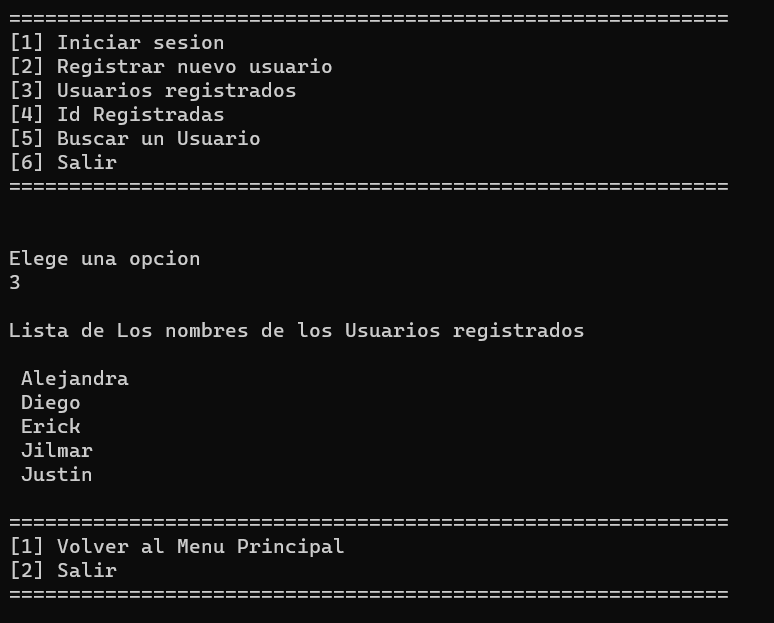 ============================================================
[1] Iniciar sesion
[2] Registrar nuevo usuario
[3] Usuarios registrados
[4] Id Registradas
[5] Buscar un Usuario
[6] Salir
============================================================
Elege una opcion
3
Lista de Los nombres de los Usuarios registrados
Alejandra
Diego
Erick
Jilmar
Justin
============================================================
[1] Volver al Menu Principal
[2] Salir
============================================================